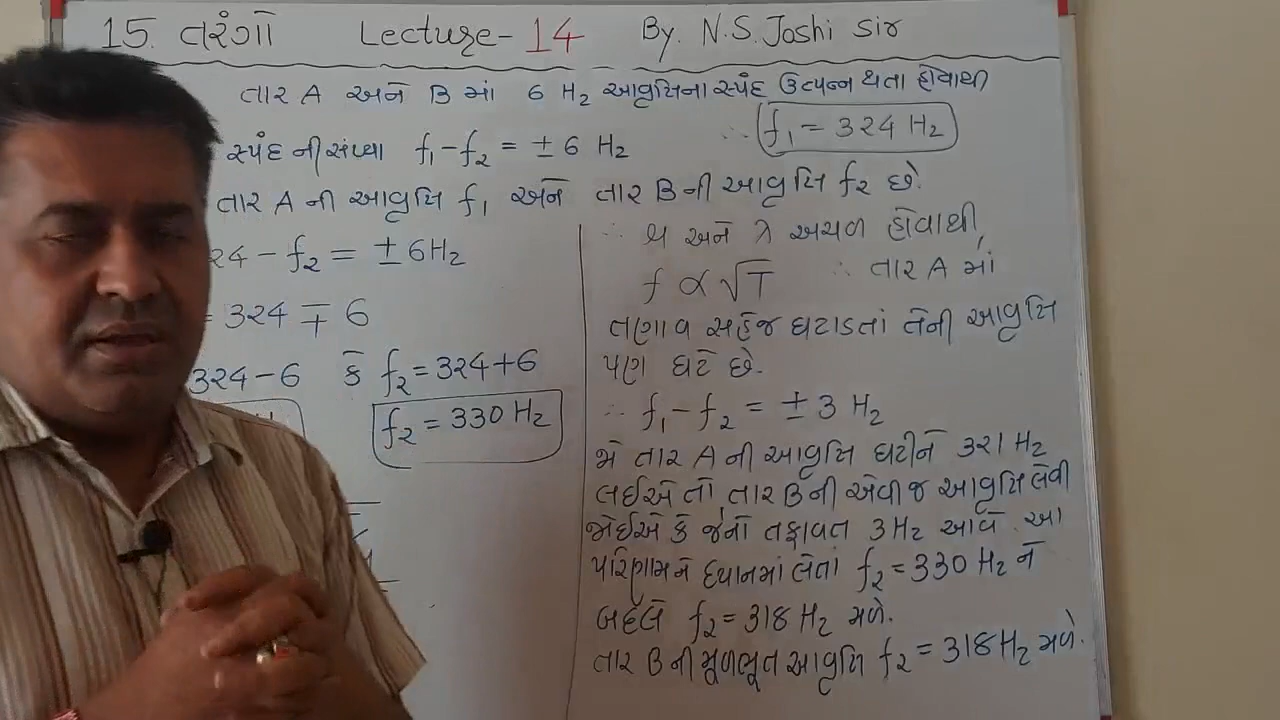 15. તરંગો Lecture-14 By. N.S. Joshi Sir
તાર A અને B માં 6 Hz આવૃત્તિના સ્પંદ ઉત્પન્ન થતા હોવાથી
સ્પંદ ની સંખ્યા f₁-f₂ = ±6 Hz
તાર A ની આવૃત્તિ f₁ અને તાર B ની આવૃત્તિ f₂ છે.
24 - f₂ = ±6Hz
= 324 ∓ 6
324-6 કે f₂ = 324+6
f₂ = 330 Hz
∴ f₁ = 324 Hz
∴ અને λ અચળ હોવાથી,
f ∝ √T ∴ તાર A માં
તણાવ સહેજ ઘટાડતાં તેની આવૃત્તિ
પણ ઘટે છે.
∴ f₁ - f₂ = ±3 Hz
જો તાર A ની આવૃત્તિ ઘટીને 321 Hz
લઈએ તો તાર B ની એવી જ આવૃત્તિ લેવી
જોઈએ કે જેનો તફાવત 3 Hz આવે. આ
પરિણામને ધ્યાનમાં લેતાં f₂ = 330 Hz ને
બદલે f₂ = 318 Hz મળે.
તાર B ની મૂળભૂત આવૃત્તિ f₂ = 318 Hz મળે.